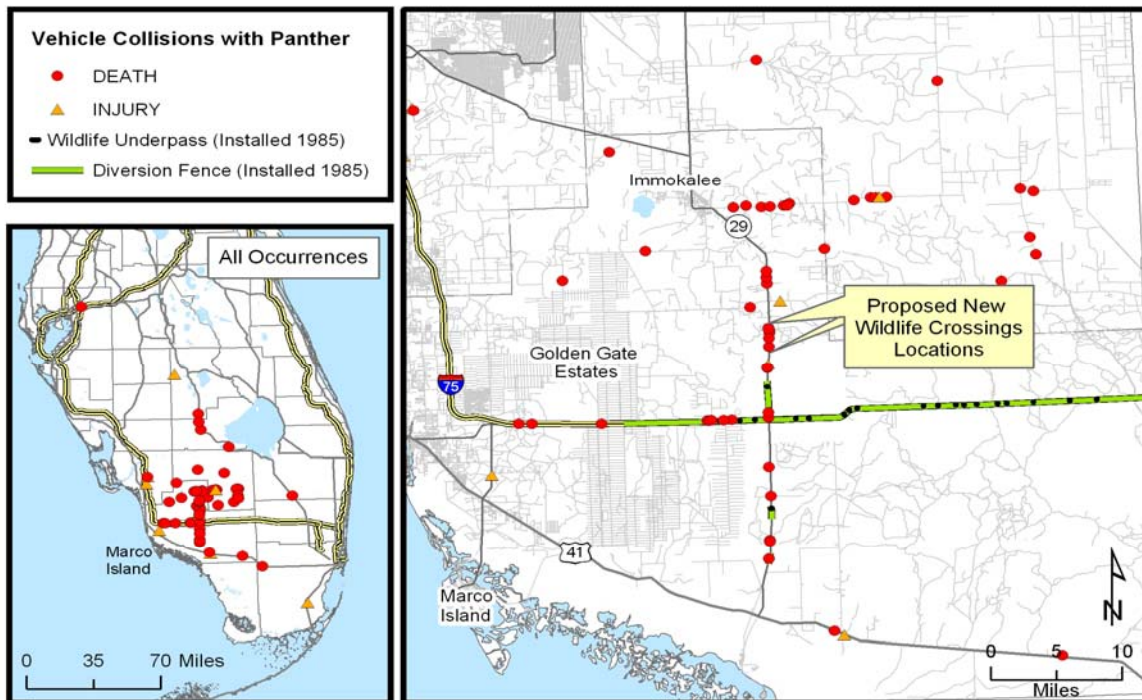 Vehicle Collisions with Panther
DEATH
INJURY
Wildlife Underpass (Installed 1985)
Diversion Fence (Installed 1985)
All Occurrences
Marco
Island
0 35 70 Miles
Immokalee
29
Proposed New
Wildlife Crossings
Locations
Golden Gate
Estates
75
41
Marco
Island
N
0 5 10
Miles